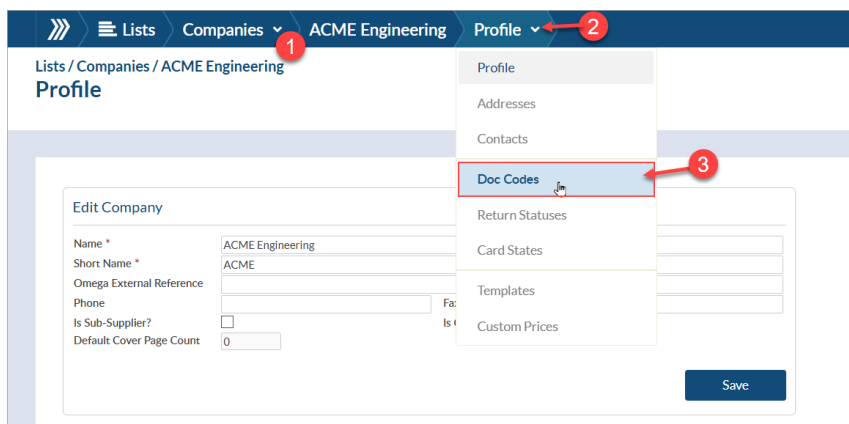 Lists Companies ACME Engineering Profile 2
1
Lists / Companies / ACME Engineering
Profile
Profile
Addresses
Contacts
Doc Codes
3
Return Statuses
Card States
Templates
Custom Prices
Edit Company
Name * ACME Engineering
Short Name * ACME
Omega External Reference
Phone
Is Sub-Supplier? Is
Default Cover Page Count 0
Save